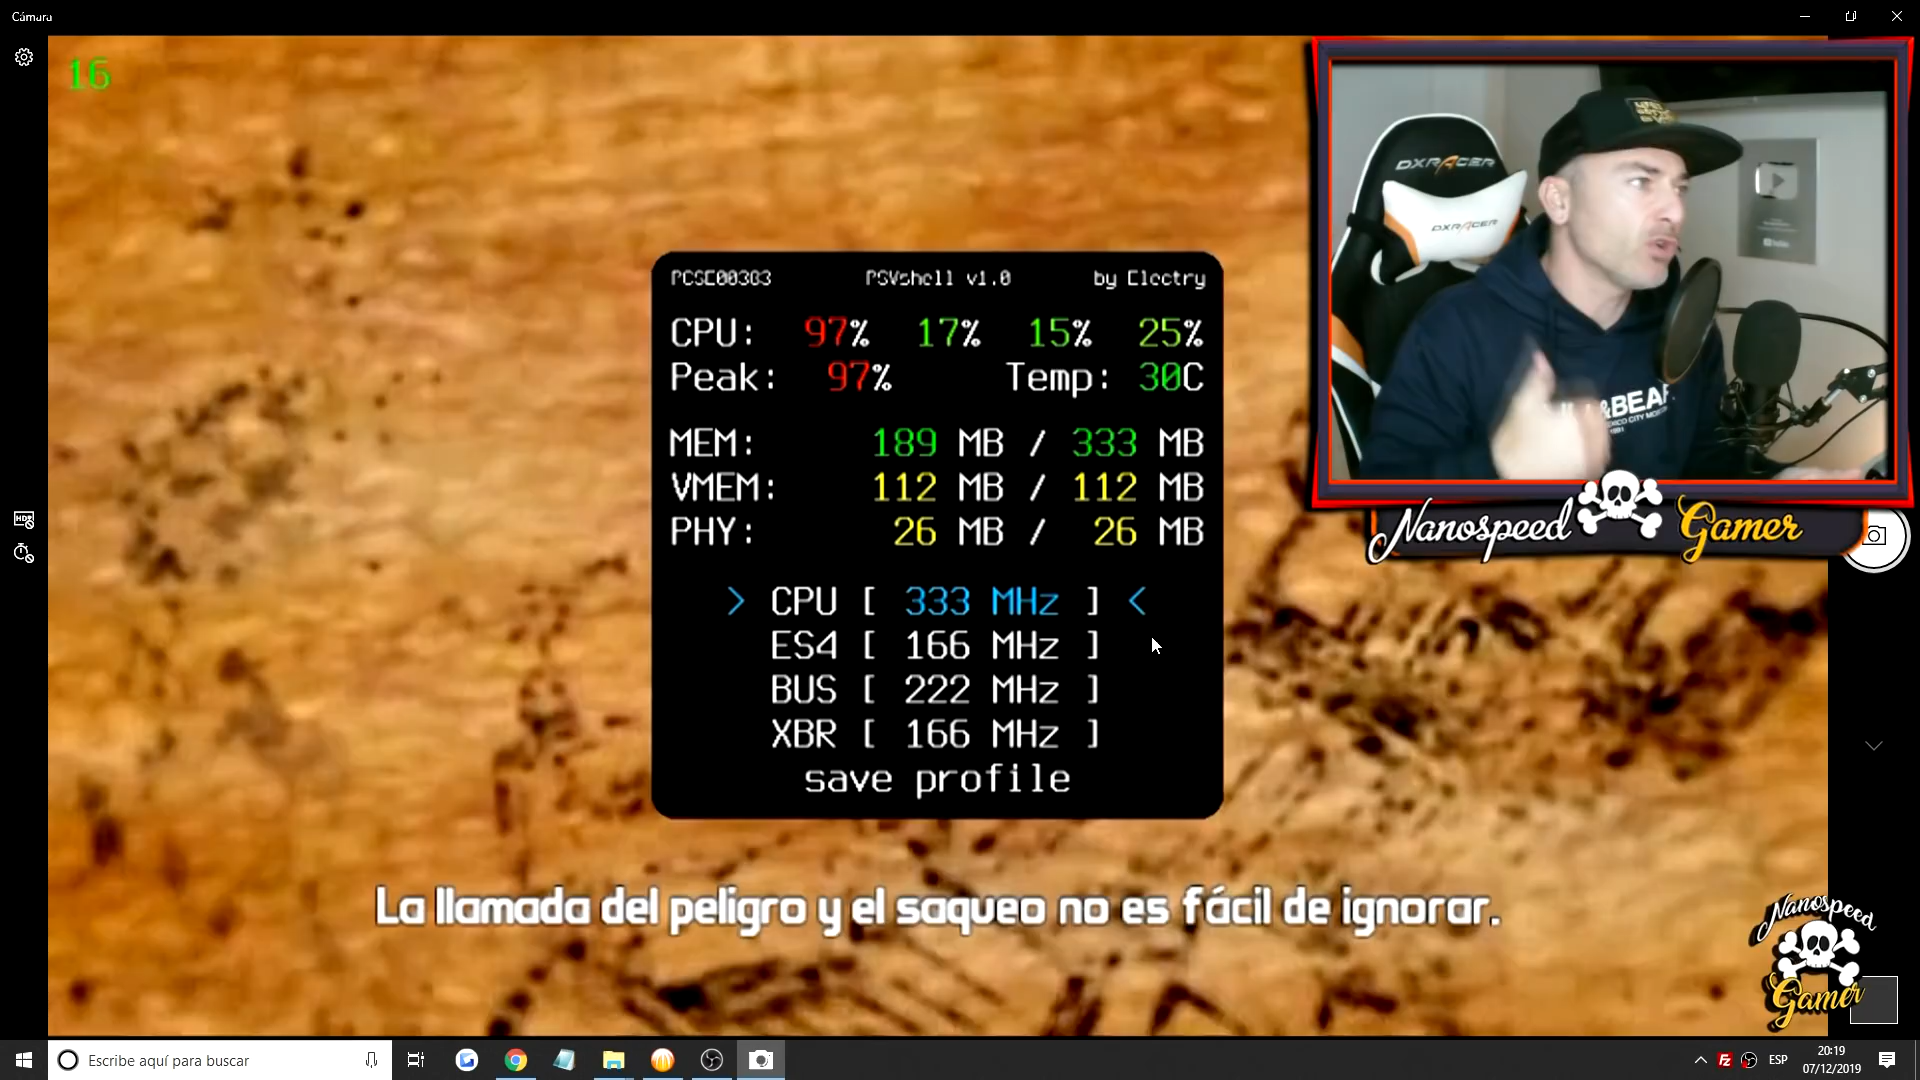 Cámara
16
PCSE00383 PSVshell v1.0 by Electry
CPU: 97% 17% 15% 25%
Peak: 97% Temp: 30C
MEM: 189 MB / 333 MB
VMEM: 112 MB / 112 MB
PHY: 26 MB / 26 MB
> CPU [ 333 MHz ] <
ES4 [ 166 MHz ]
BUS [ 222 MHz ]
XBR [ 166 MHz ]
save profile
La llamada del peligro y el saqueo no es fácil de ignorar.
DXRACER
DXRACER
&BEAR
Nanospeed Gamer
Nanospeed
Gamer
Escribe aquí para buscar
ESP
20:19
07/12/2019